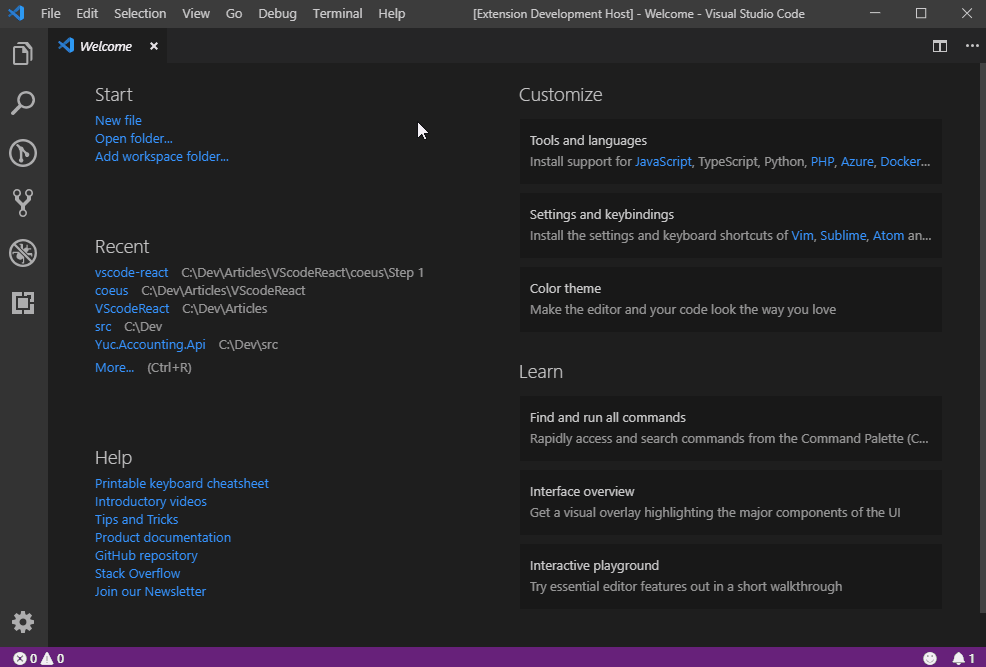 File Edit Selection View Go Debug Terminal Help [Extension Development Host] - Welcome - Visual Studio Code
Welcome
Start
New file
Open folder...
Add workspace folder...
Recent
vscode-react C:\Dev\Articles\VScodeReact\coeus\Step 1
coeus C:\Dev\Articles\VScodeReact
VScodeReact C:\Dev\Articles
src C:\Dev
Yuc.Accounting.Api C:\Dev\src
More... (Ctrl+R)
Help
Printable keyboard cheatsheet
Introductory videos
Tips and Tricks
Product documentation
GitHub repository
Stack Overflow
Join our Newsletter
Customize
Tools and languages
Install support for JavaScript, TypeScript, Python, PHP, Azure, Docker...
Settings and keybindings
Install the settings and keyboard shortcuts of Vim, Sublime, Atom an...
Color theme
Make the editor and your code look the way you love
Learn
Find and run all commands
Rapidly access and search commands from the Command Palette (C...
Interface overview
Get a visual overlay highlighting the major components of the UI
Interactive playground
Try essential editor features out in a short walkthrough
0 0 1